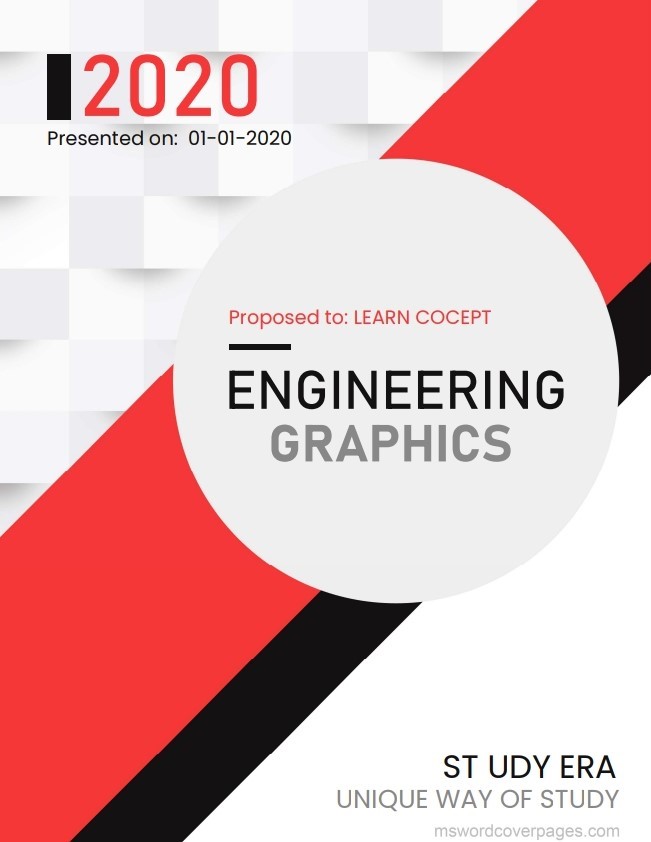 2020
Presented on: 01-01-2020
Proposed to: LEARN COCEPT
ENGINEERING
GRAPHICS
ST UDY ERA
UNIQUE WAY OF STUDY
mswordcoverpages.com